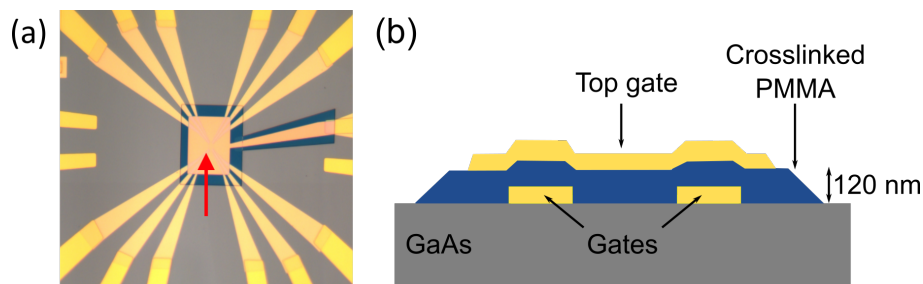 (a)
(b)
Crosslinked
PMMA
Top gate
120 nm
GaAs
Gates